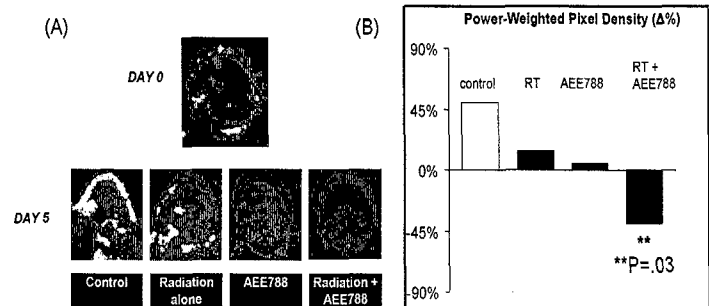 (A)
DAY 0
DAY 5
Control
Radiation alone
AEE788
Radiation + AEE788
(B)
Power-Weighted Pixel Density (Δ%)
90%
45%
0%
-45%
-90%
control
RT
AEE788
RT +
AEE788
**
**P=.03